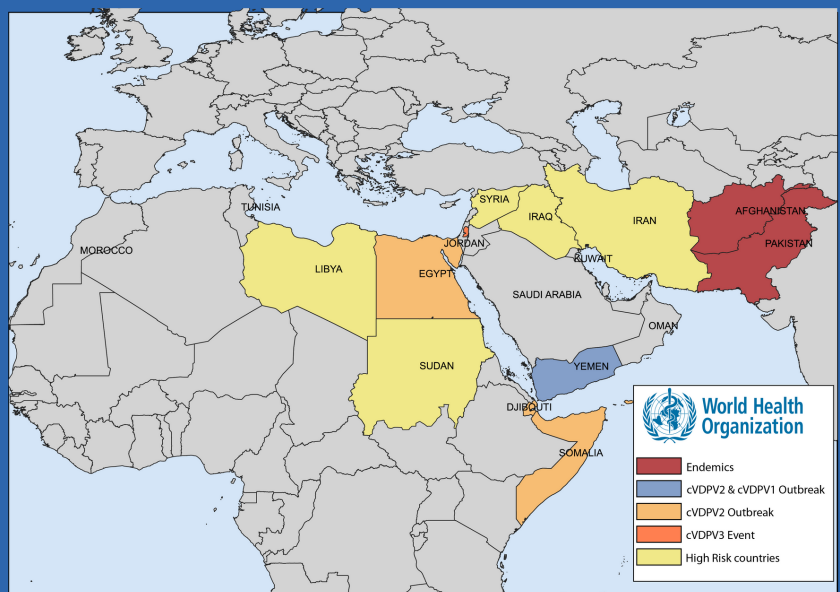 TUNISIA
MOROCCO
LIBYA
EGYPT
SUDAN
SYRIA
IRAQ
IRAN
JORDAN
KUWAIT
SAUDI ARABIA
AFGHANISTAN
PAKISTAN
OMAN
YEMEN
DJIBOUTI
SOMALIA
World Health
Organization
Endemics
cVDPV2 & cVDPV1 Outbreak
cVDPV2 Outbreak
cVDPV3 Event
High Risk countries